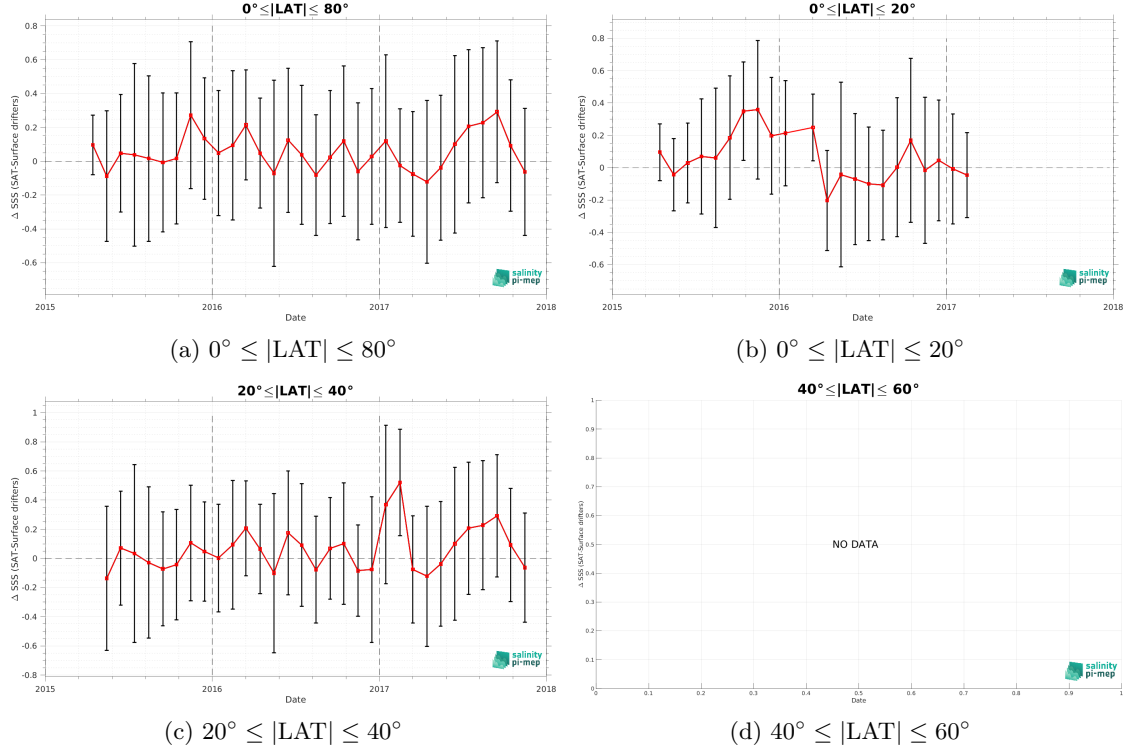 0°≤|LAT|≤ 80°
0.8
0.6
0.4
0.2
0
-0.2
-0.4
-0.6
Δ SSS (SAT-Surface drifters)
2015
2016
2017
2018
Date
salinity
pi-mep
(a) 0° ≤ |LAT| ≤ 80°
0°≤|LAT|≤ 20°
1
0.8
0.6
0.4
0.2
0
-0.2
-0.4
-0.6
-0.8
Δ SSS (SAT-Surface drifters)
2015
2016
2017
2018
Date
salinity
pi-mep
(b) 0° ≤ |LAT| ≤ 20°
20°≤|LAT|≤ 40°
1
0.8
0.6
0.4
0.2
0
-0.2
-0.4
-0.6
-0.8
Δ SSS (SAT-Surface drifters)
2015
2016
2017
2018
Date
salinity
pi-mep
(c) 20° ≤ |LAT| ≤ 40°
40°≤|LAT|≤ 60°
1
0.9
0.8
0.7
0.6
0.5
0.4
0.3
0.2
0.1
0
Δ SSS (SAT-Surface drifters)
NO DATA
0
0.1
0.2
0.3
0.4
0.5
0.6
0.7
0.8
0.9
1
Date
salinity
pi-mep
(d) 40° ≤ |LAT| ≤ 60°